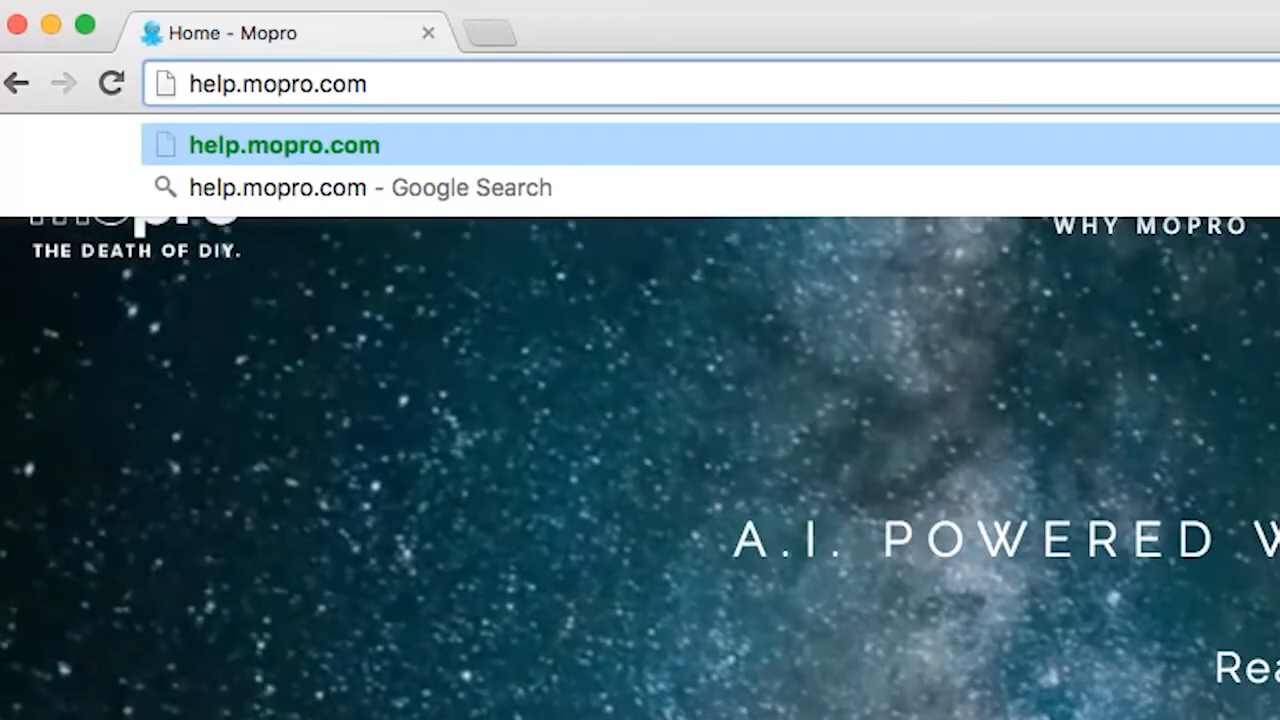 Home - Mopro
help.mopro.com
help.mopro.com
help.mopro.com - Google Search
mopro
THE DEATH OF DIY.
WHY MOPRO
A.I. POWERED